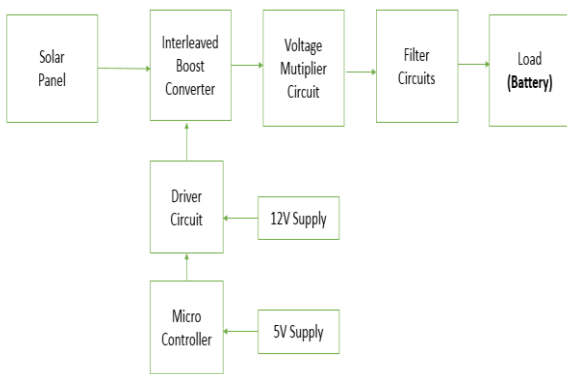 Solar
Panel
Interleaved
Boost
Converter
Voltage
Mutiplier
Circuit
Filter
Circuits
Load
(Battery)
Driver
Circuit
12V Supply
Micro
Controller
5V Supply